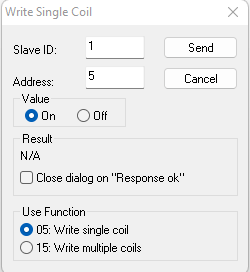 Write Single Coil
Slave ID: 1 Send
Address: 5 Cancel
Value
On Off
Result
N/A
Close dialog on "Response ok"
Use Function
05: Write single coil
15: Write multiple coils